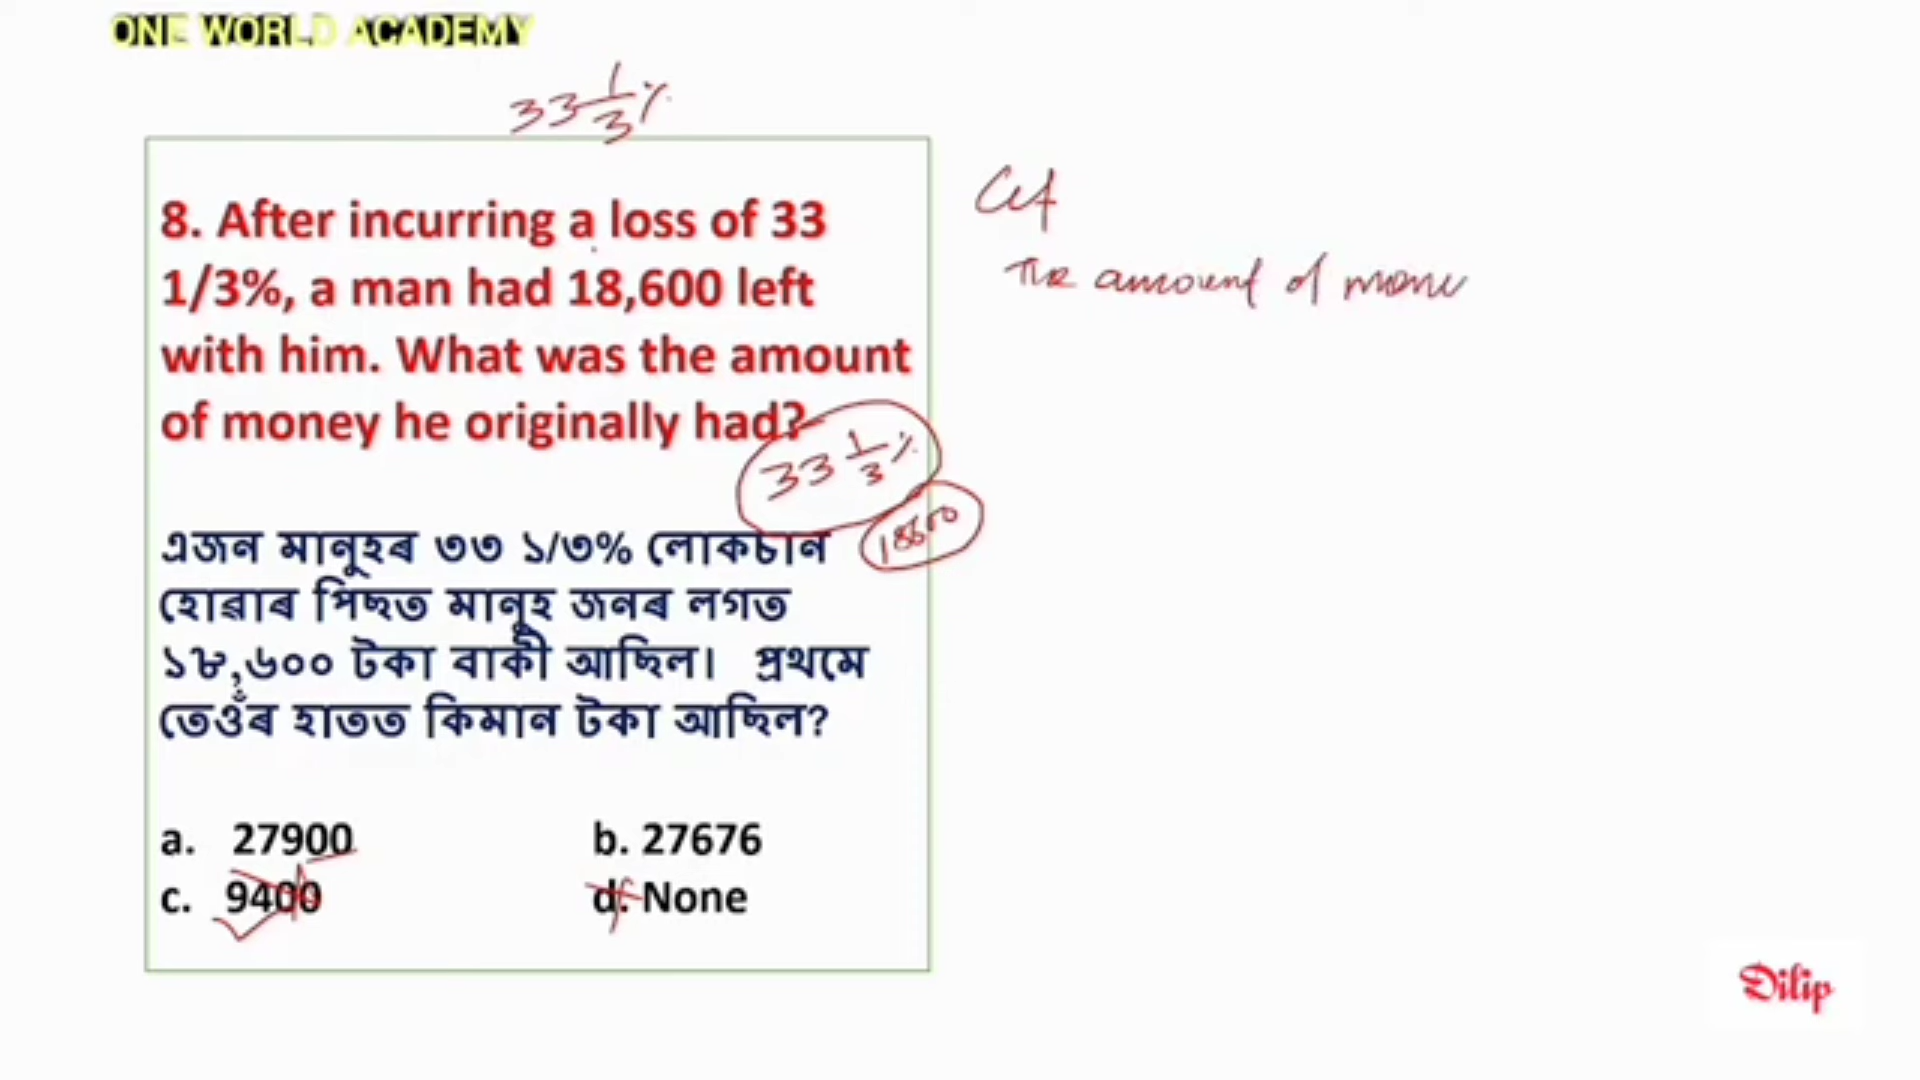 ONE WORLD ACADEMY
33 1/3 %
8. After incurring a loss of 33
1/3%, a man had 18,600 left
with him. What was the amount
of money he originally had?
33 1/3 %
18600
এজন মানুহৰ ৩৩ ১/৩% লোকচান
হোৱাৰ পিছত মানুহ জনৰ লগত
১৮,৬০০ টকা বাকী আছিল। প্ৰথমে
তেওঁৰ হাতত কিমান টকা আছিল?
a. 27900
b. 27676
c. 9400
d. None
Let
The amount of mone
Dilip